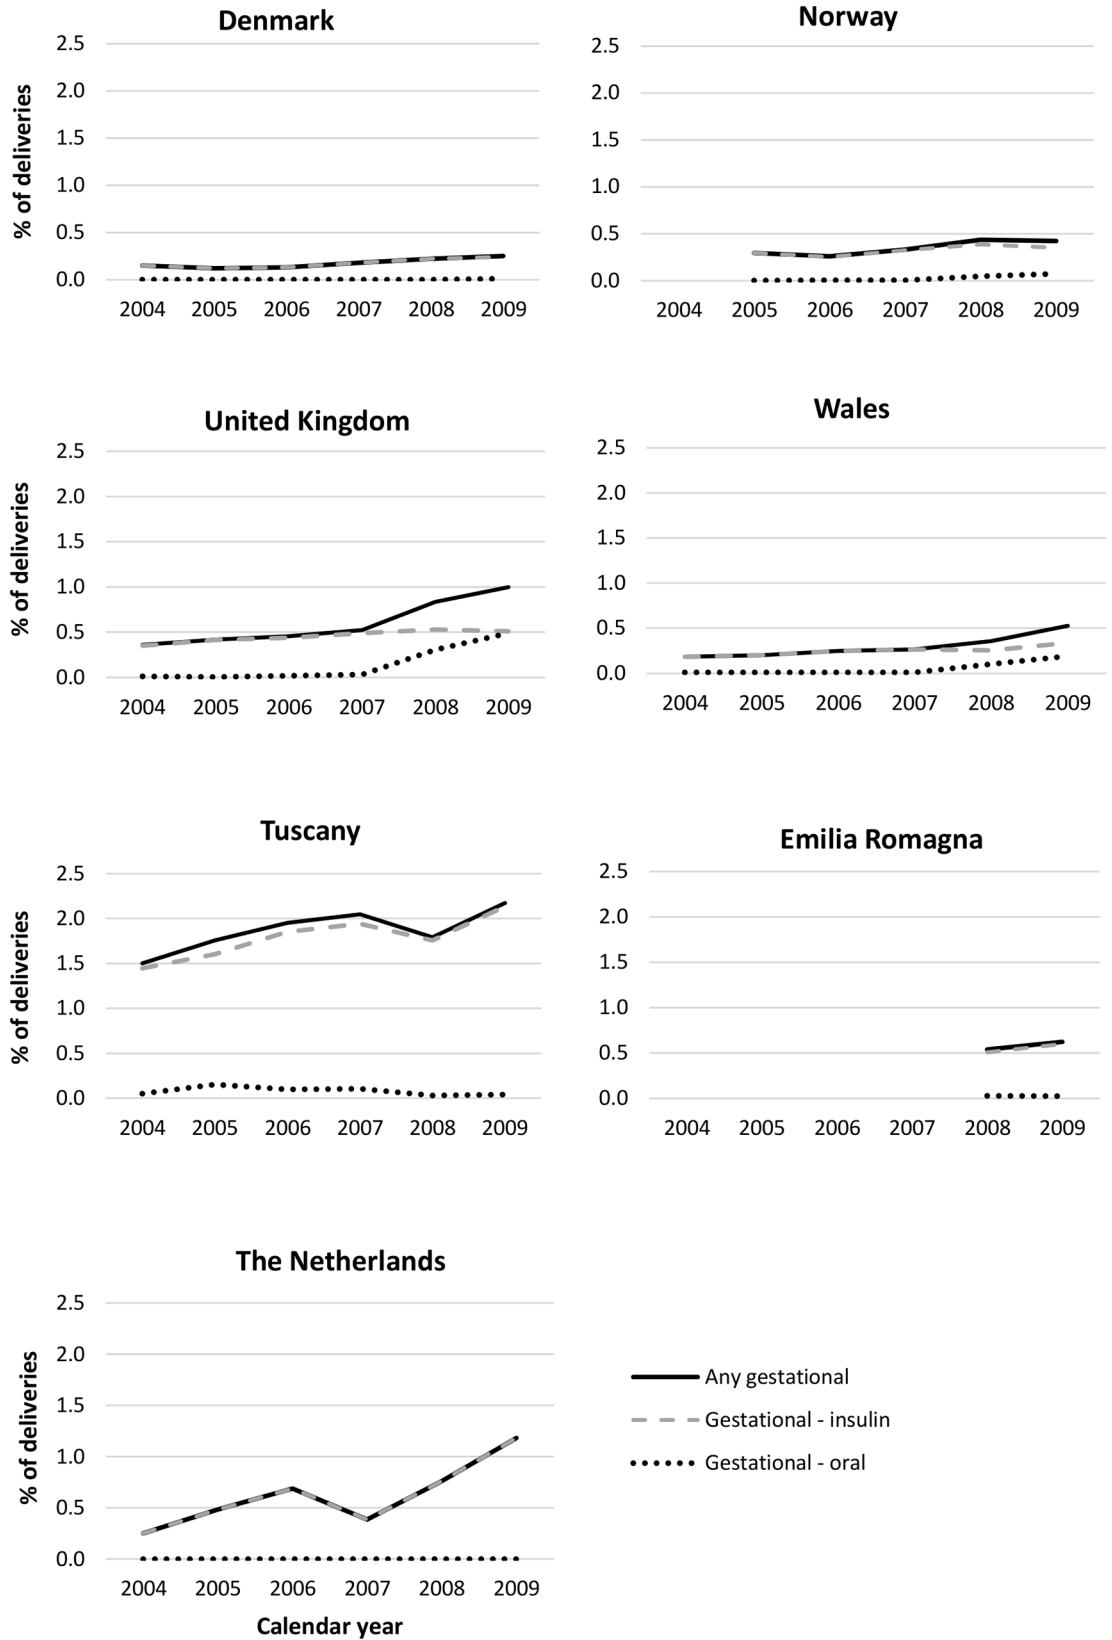 Denmark
2.5
2.0
1.5
1.0
0.5
0.0
% of deliveries
2004 2005 2006 2007 2008 2009
Norway
2.5
2.0
1.5
1.0
0.5
0.0
2004 2005 2006 2007 2008 2009
United Kingdom
2.5
2.0
1.5
1.0
0.5
0.0
% of deliveries
2004 2005 2006 2007 2008 2009
Wales
2.5
2.0
1.5
1.0
0.5
0.0
2004 2005 2006 2007 2008 2009
Tuscany
2.5
2.0
1.5
1.0
0.5
0.0
% of deliveries
2004 2005 2006 2007 2008 2009
Emilia Romagna
2.5
2.0
1.5
1.0
0.5
0.0
2004 2005 2006 2007 2008 2009
The Netherlands
2.5
2.0
1.5
1.0
0.5
0.0
% of deliveries
2004 2005 2006 2007 2008 2009
Calendar year
Any gestational
Gestational - insulin
Gestational - oral